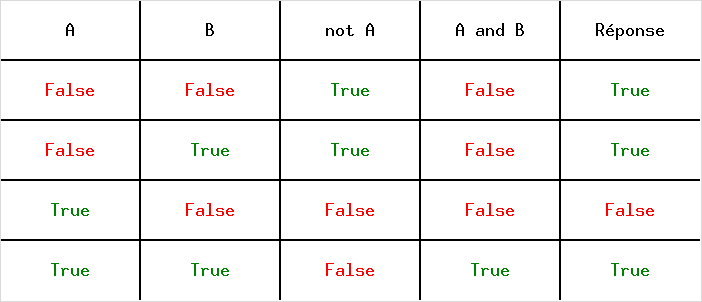 A B not A A and B Réponse
False False True False True
False True True False True
True False False False False
True True False True True